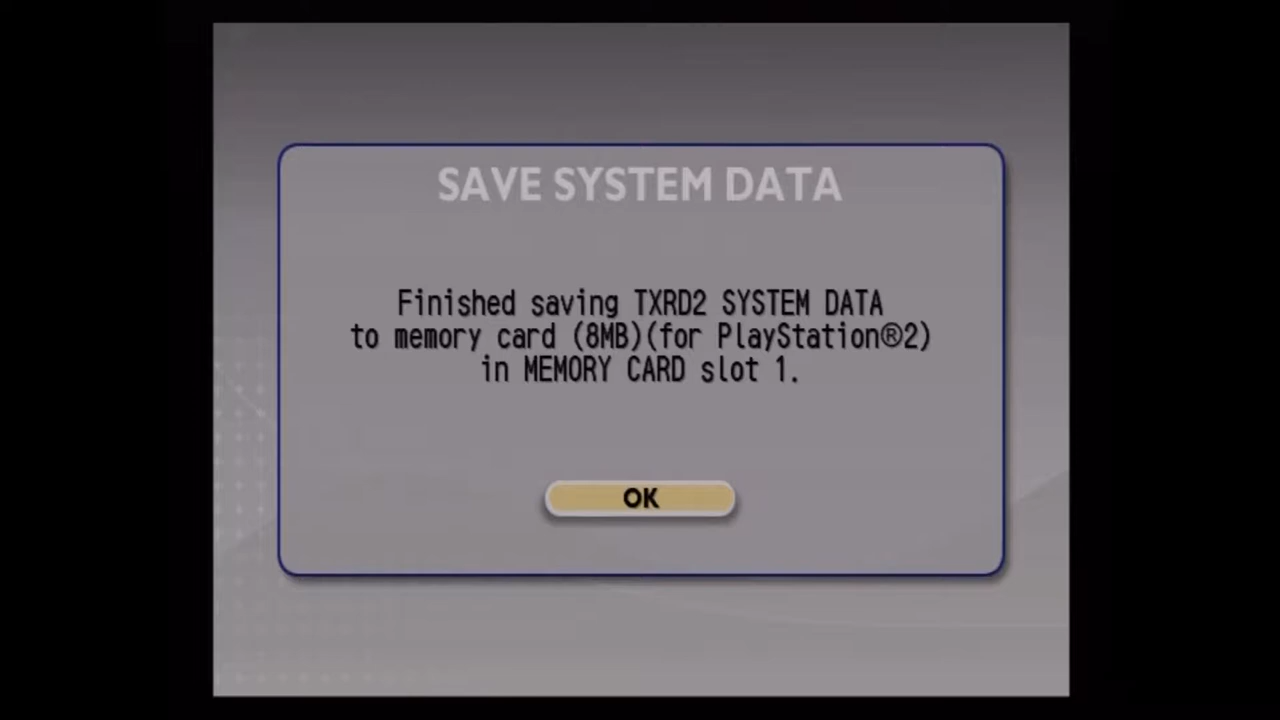 SAVE SYSTEM DATA
Finished saving TXRD2 SYSTEM DATA
to memory card (8MB)(for PlayStation®2)
in MEMORY CARD slot 1.
OK